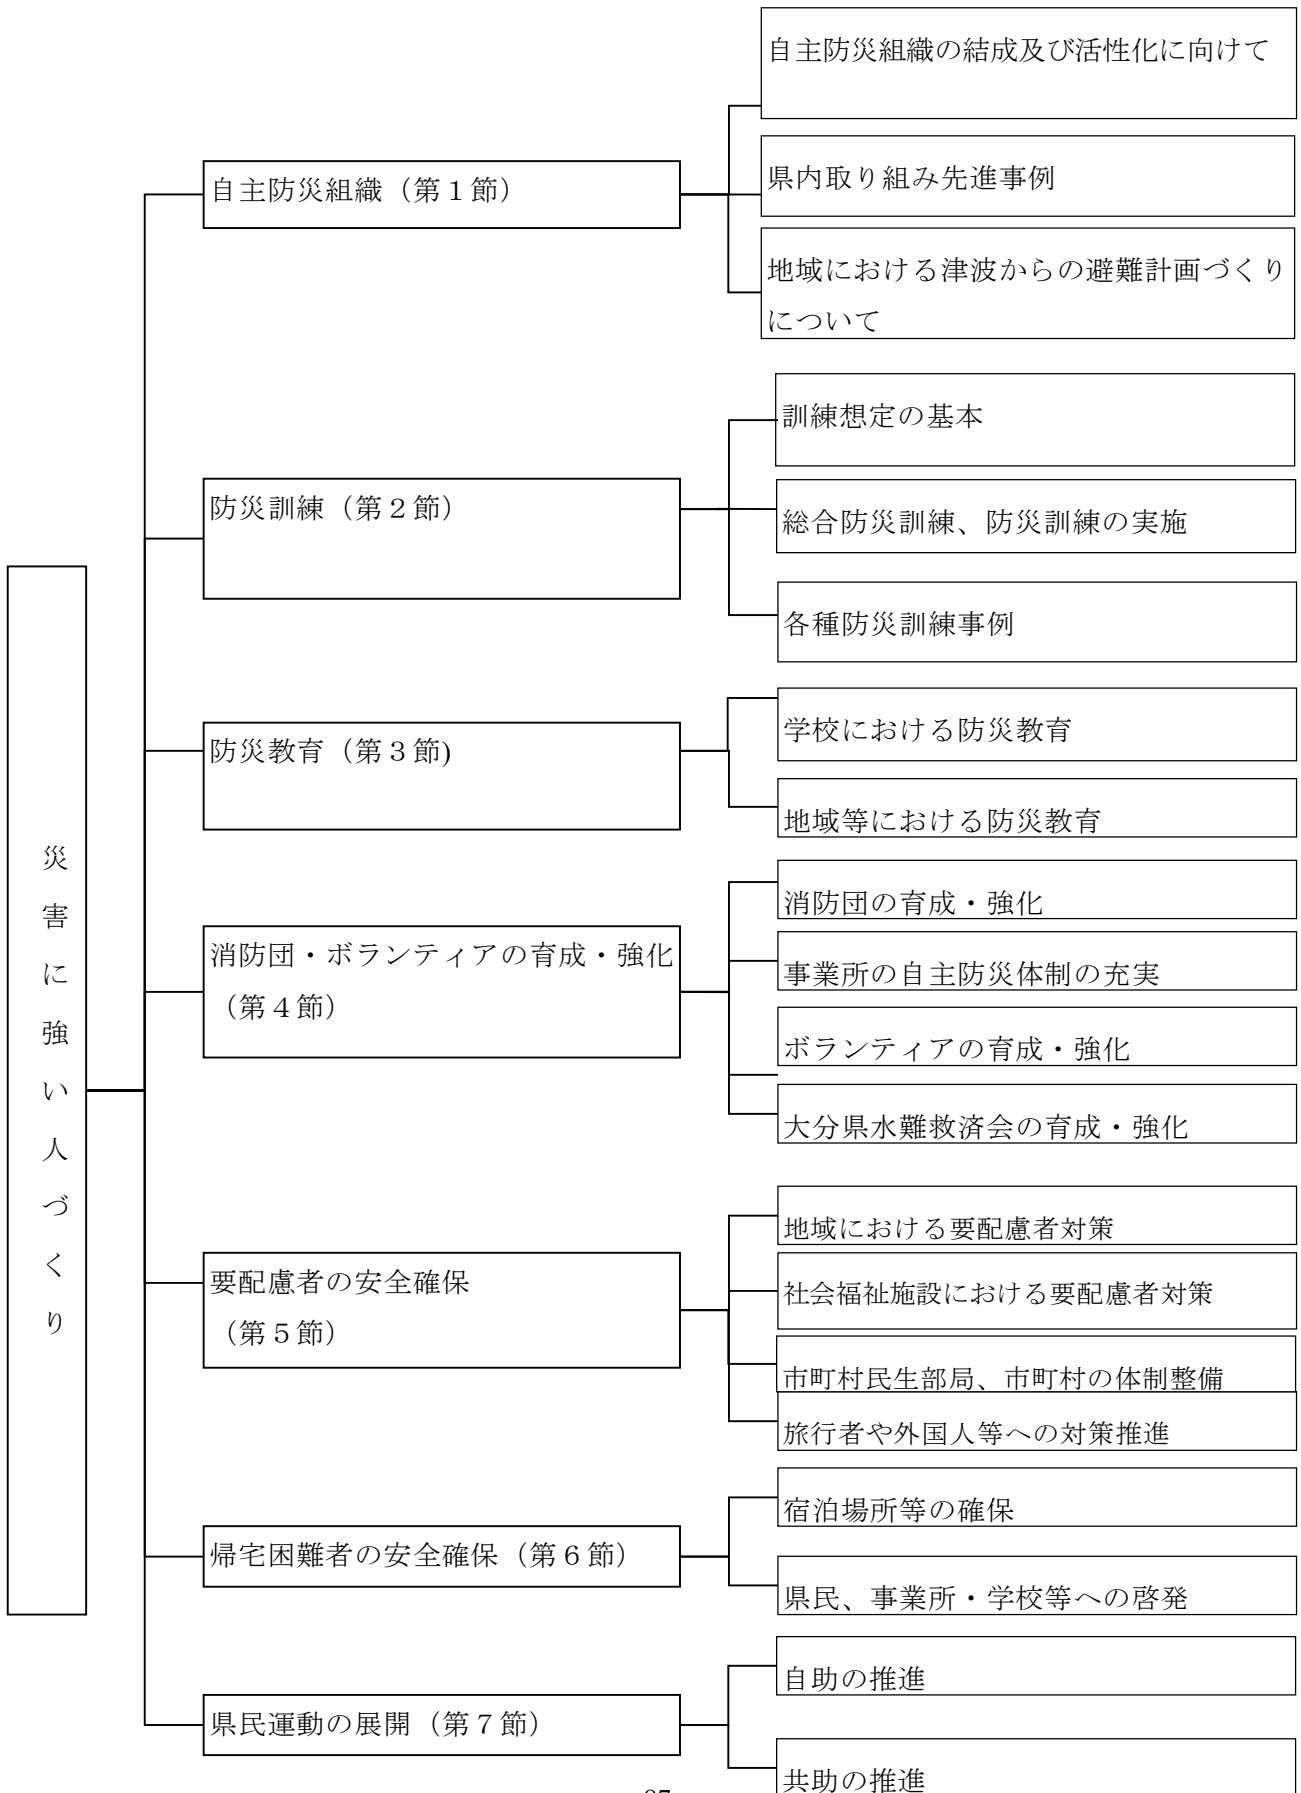 災害に強い人づくり
自主防災組織（第１節）
自主防災組織の結成及び活性化に向けて
県内取り組み先進事例
地域における津波からの避難計画づくり
について
防災訓練（第２節）
訓練想定の基本
総合防災訓練、防災訓練の実施
各種防災訓練事例
防災教育（第３節)
学校における防災教育
地域等における防災教育
消防団・ボランティアの育成・強化
（第４節）
消防団の育成・強化
事業所の自主防災体制の充実
ボランティアの育成・強化
大分県水難救済会の育成・強化
要配慮者の安全確保
（第５節）
地域における要配慮者対策
社会福祉施設における要配慮者対策
市町村民生部局、市町村の体制整備
旅行者や外国人等への対策推進
帰宅困難者の安全確保（第６節）
宿泊場所等の確保
県民、事業所・学校等への啓発
県民運動の展開（第７節）
自助の推進
共助の推進